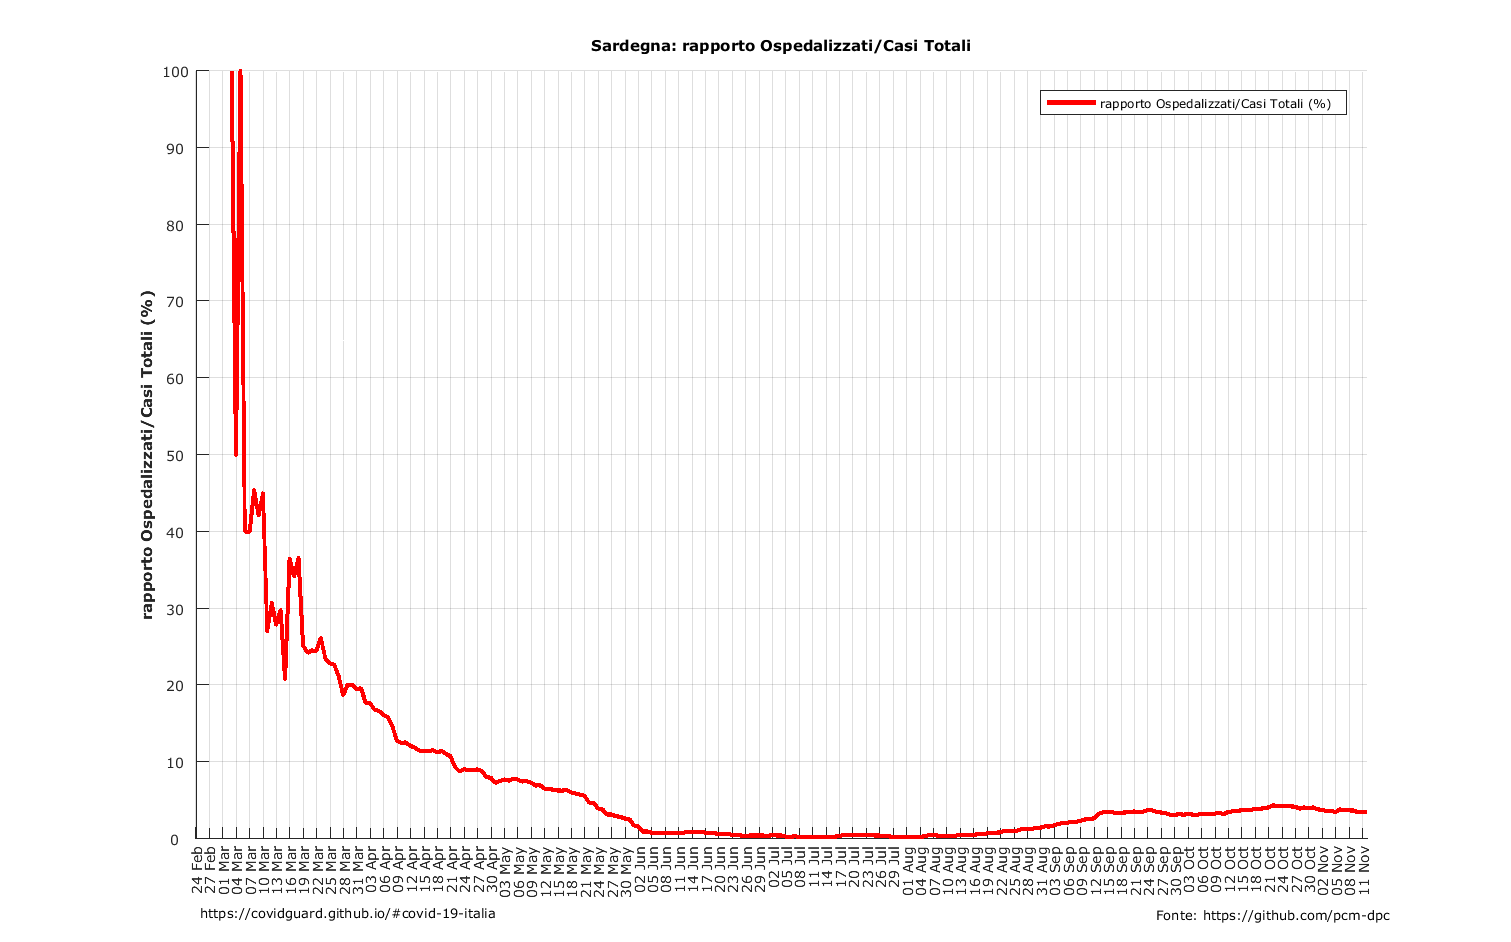 Sardegna: rapporto Ospedalizzati/Casi Totali
rapporto Ospedalizzati/Casi Totali (%)
rapporto Ospedalizzati/Casi Totali (%)
100
90
80
70
60
50
40
30
20
10
0
24 Feb
27 Feb
01 Mar
04 Mar
07 Mar
10 Mar
13 Mar
16 Mar
19 Mar
22 Mar
25 Mar
28 Mar
31 Mar
03 Apr
06 Apr
09 Apr
12 Apr
15 Apr
18 Apr
21 Apr
24 Apr
27 Apr
30 Apr
03 May
06 May
09 May
12 May
15 May
18 May
21 May
24 May
27 May
30 May
02 Jun
05 Jun
08 Jun
11 Jun
14 Jun
17 Jun
20 Jun
23 Jun
26 Jun
29 Jun
02 Jul
05 Jul
08 Jul
11 Jul
14 Jul
17 Jul
20 Jul
23 Jul
26 Jul
29 Jul
01 Aug
04 Aug
07 Aug
10 Aug
13 Aug
16 Aug
19 Aug
22 Aug
25 Aug
28 Aug
31 Aug
03 Sep
06 Sep
09 Sep
12 Sep
15 Sep
18 Sep
21 Sep
24 Sep
27 Sep
30 Sep
03 Oct
06 Oct
09 Oct
12 Oct
15 Oct
18 Oct
21 Oct
24 Oct
27 Oct
30 Oct
02 Nov
05 Nov
08 Nov
11 Nov
https://covidguard.github.io/#covid-19-italia
Fonte: https://github.com/pcm-dpc